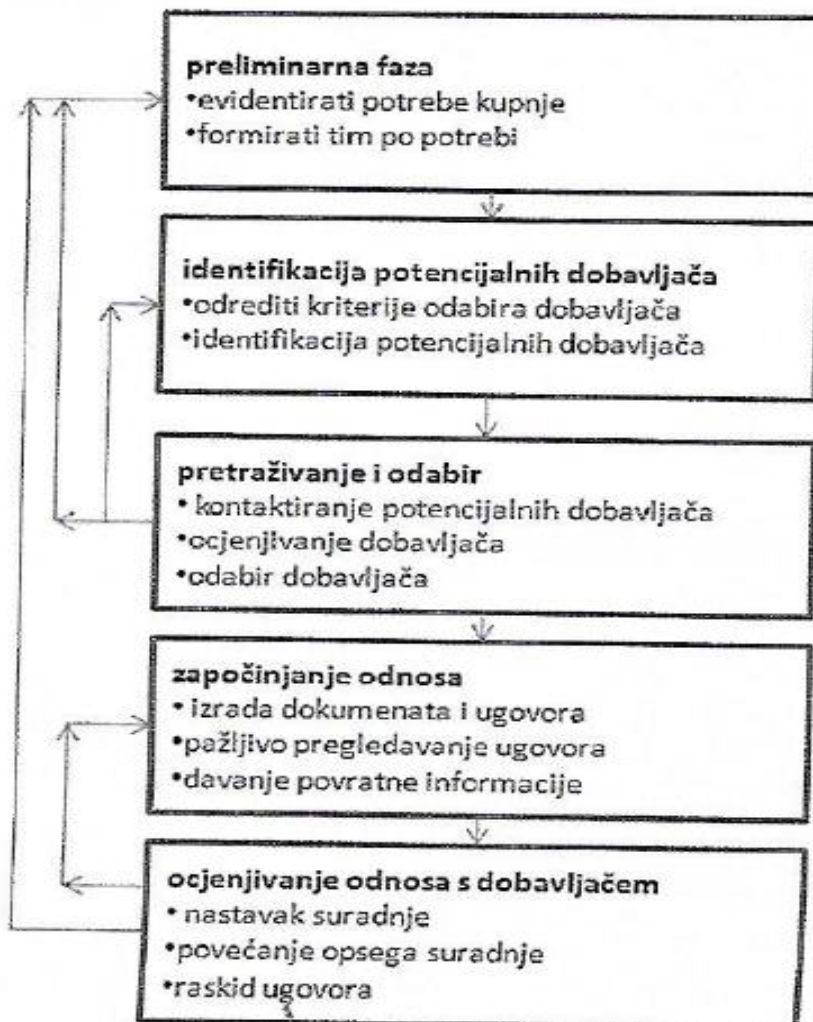 preliminarna faza
•evidentirati potrebe kupnje
•formirati tim po potrebi
identifikacija potencijalnih dobavljača
•odrediti kriterije odabira dobavljača
•identifikacija potencijalnih dobavljača
pretraživanje i odabir
• kontaktiranje potencijalnih dobavljača
•ocjenjivanje dobavljača
•odabir dobavljača
započinjanje odnosa
• izrada dokumenata i ugovora
•pažljivo pregledavanje ugovora
•davanje povratne informacije
ocjenjivanje odnosa s dobavljačem
• nastavak suradnje
•povećanje opsega suradnje
•raskid ugovora